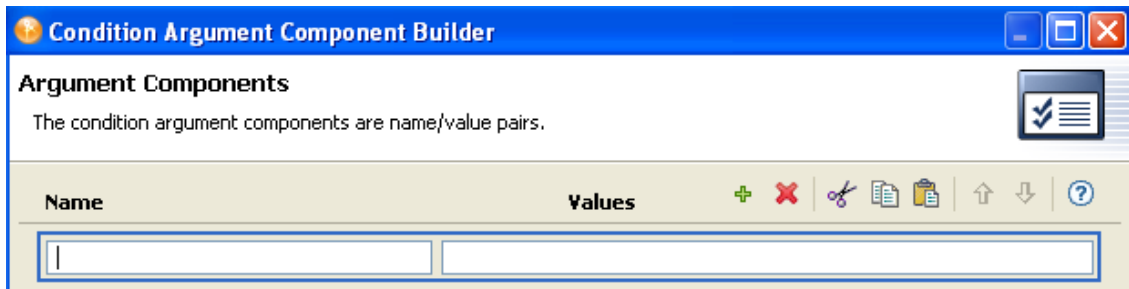 Condition Argument Component Builder
Argument Components
The condition argument components are name/value pairs.
Name Values